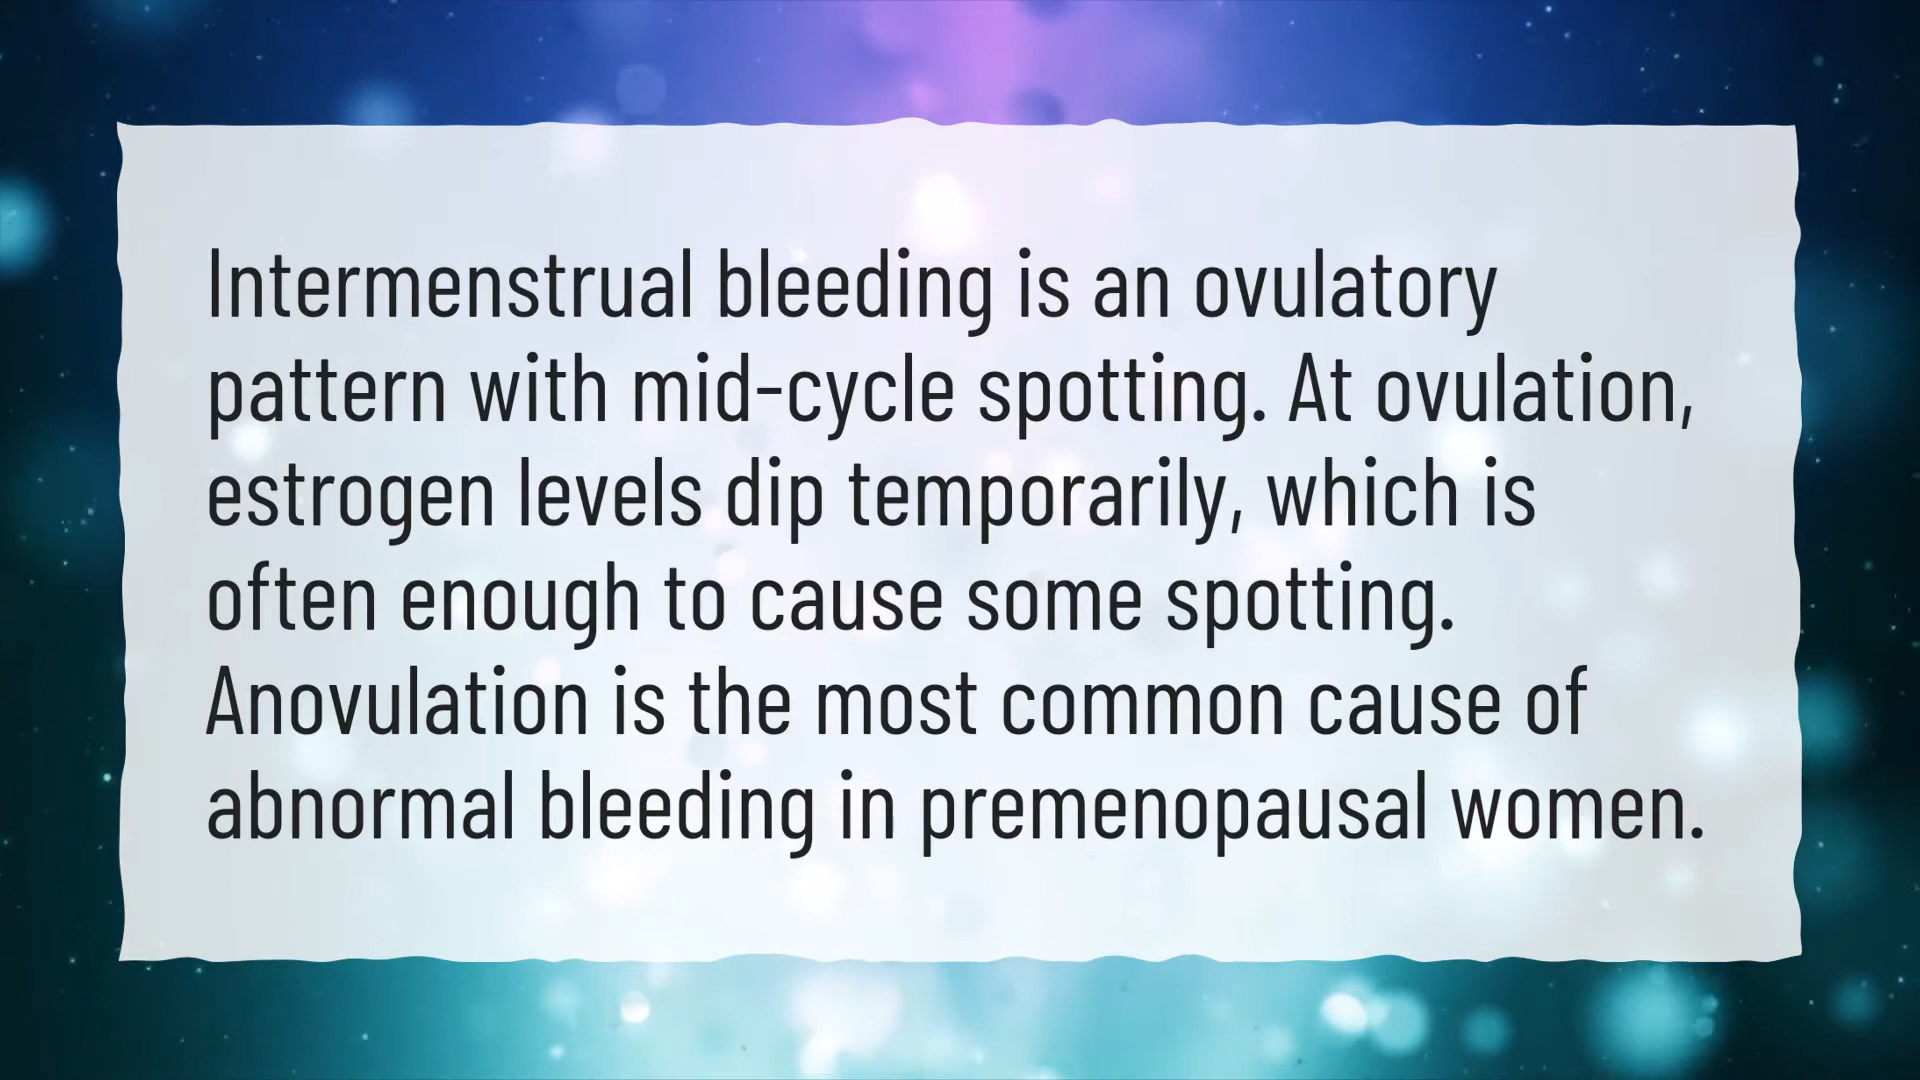 Intermenstrual bleeding is an ovulatory
pattern with mid-cycle spotting. At ovulation,
estrogen levels dip temporarily, which is
often enough to cause some spotting.
Anovulation is the most common cause of
abnormal bleeding in premenopausal women.